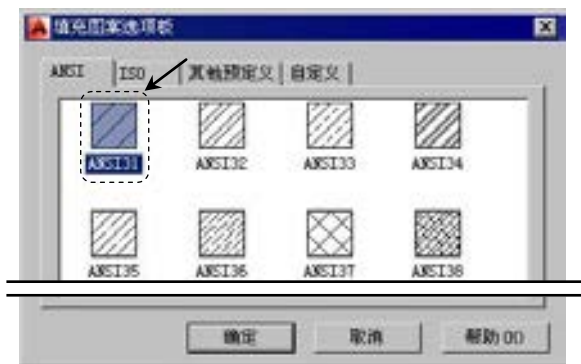 填充图案选项板
ANSI ISO 其他预定义 自定义
ANSI31 ANSI32 ANSI33 ANSI34
ANSI35 ANSI36 ANSI37 ANSI38
确定 取消 帮助(H)